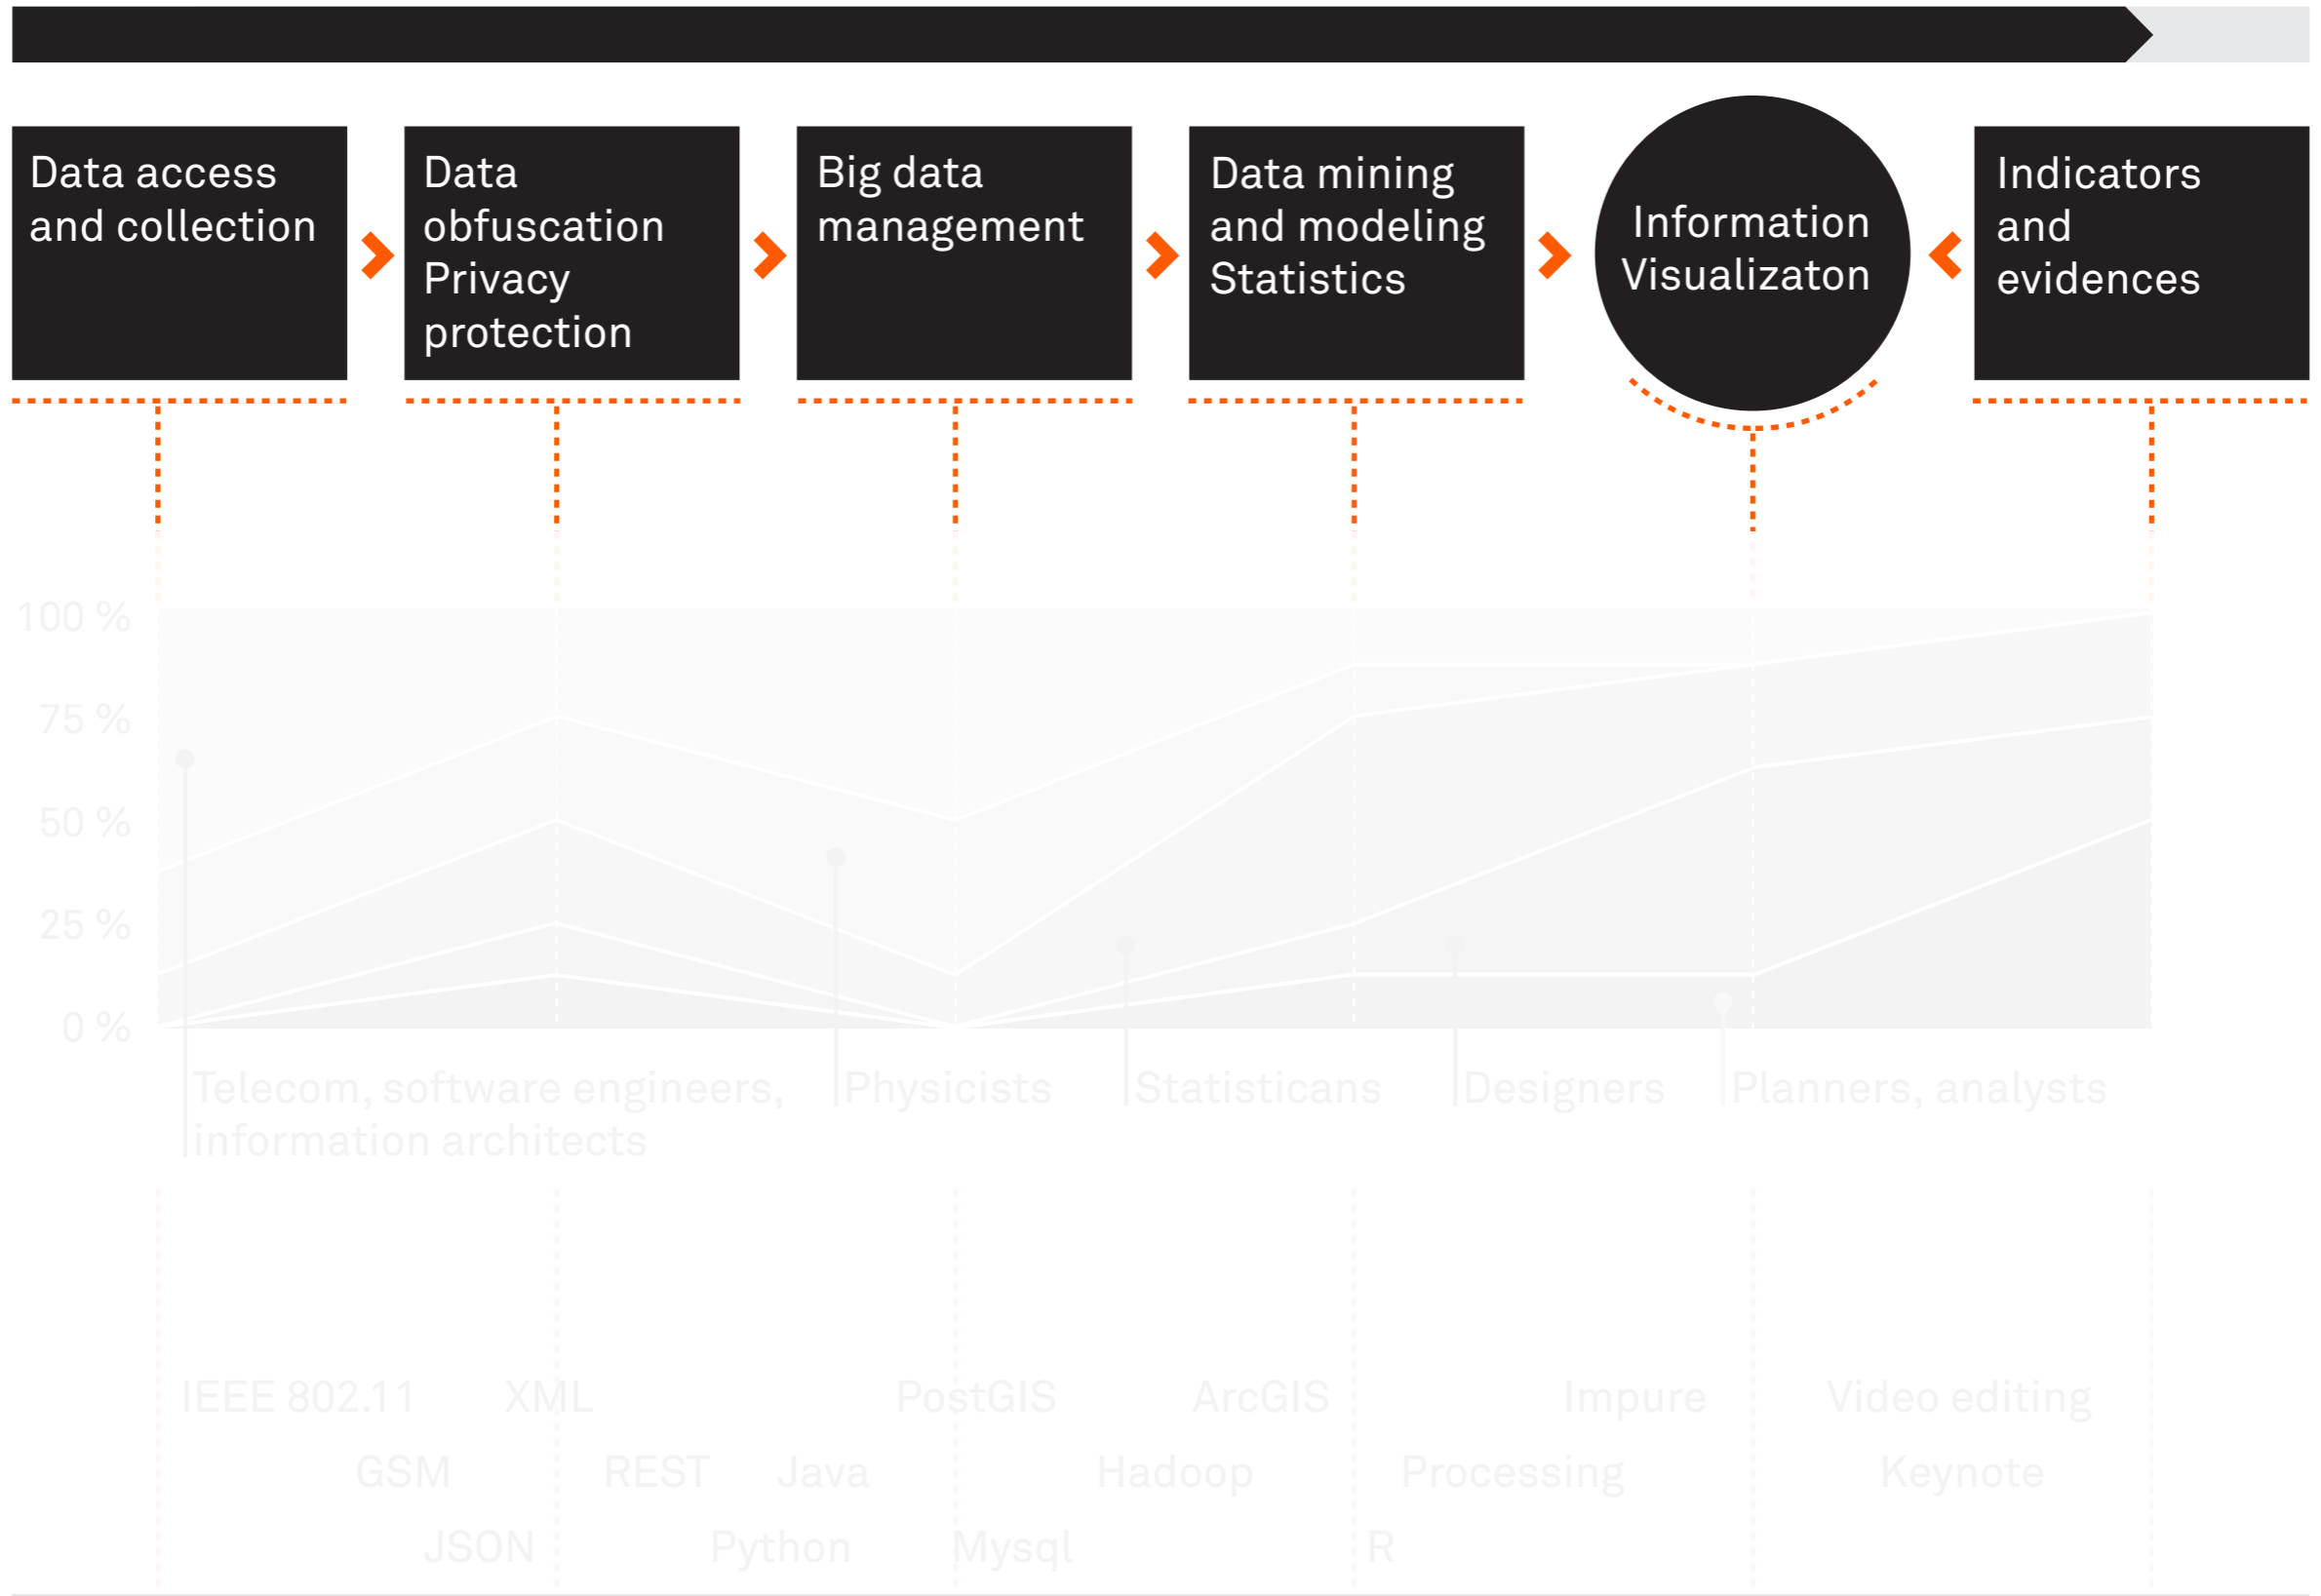 Data access
and collection
Data
obfuscation
Privacy
protection
Big data
management
Data mining
and modeling
Statistics
Information
Visualizaton
Indicators
and
evidences
100 %
75 %
50 %
25 %
0 %
Telecom, software engineers,
information architects
Physicists
Statisticans
Designers
Planners, analysts
IEEE 802.11
XML
PostGIS
ArcGIS
Impure
Video editing
GSM
REST
Java
Hadoop
Processing
Keynote
JSON
Python
Mysql
R